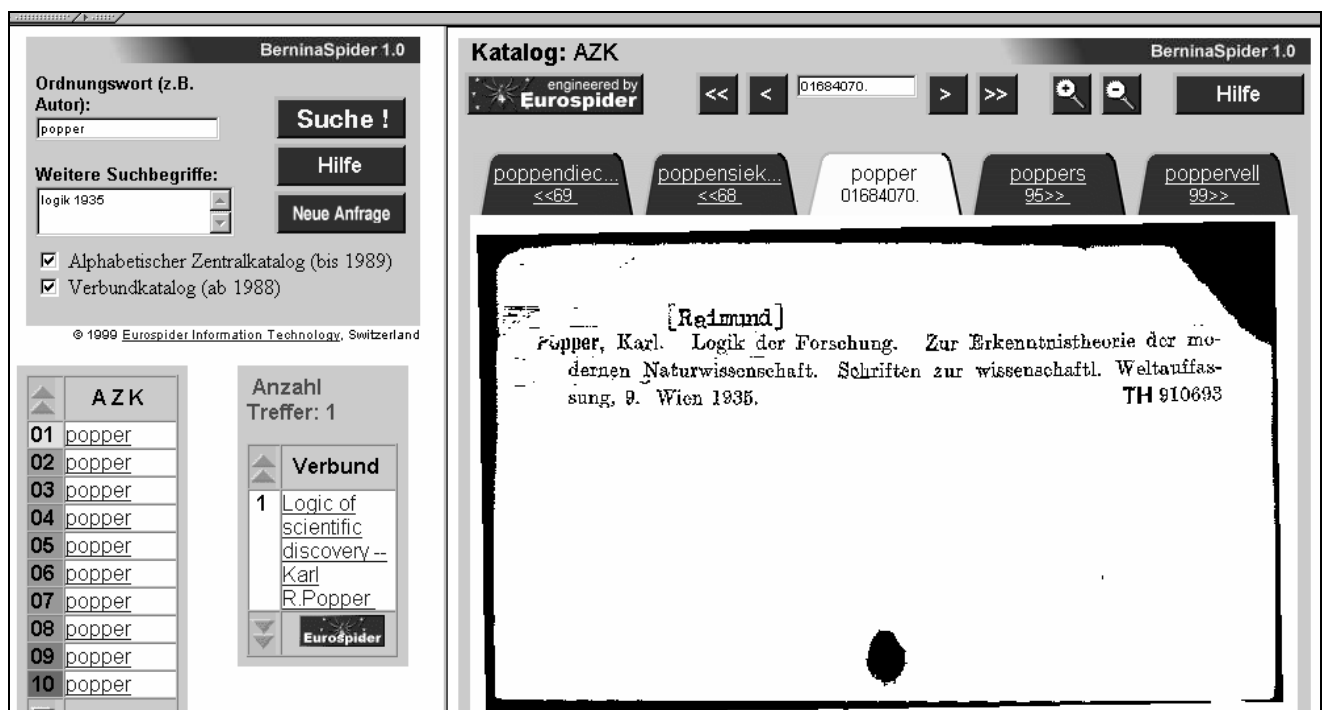 BerninaSpider 1.0
Ordnungswort (z.B.
Autor):
popper
Suche !
Hilfe
Weitere Suchbegriffe:
logik 1935
Neue Anfrage
Alphabetischer Zentralkatalog (bis 1989)
Verbundkatalog (ab 1988)
© 1999 Eurospider Information Technology, Switzerland
AZK
01 popper
02 popper
03 popper
04 popper
05 popper
06 popper
07 popper
08 popper
09 popper
10 popper
Anzahl
Treffer: 1
Verbund
1 Logic of
scientific
discovery --
Karl
R.Popper
Eurospider
Katalog: AZK
BerninaSpider 1.0
engineered by
Eurospider
<< < 01684070. > >> Hilfe
poppendiec... poppensiek... popper poppers poppervell
<<69 <<68 01684070. 95>> 99>>
[Raimund]
Popper, Karl. Logik der Forschung. Zur Erkenntnistheorie der mo-
dernen Naturwissenschaft. Schriften zur wissenschaftl. Weltauffas-
sung, 9. Wien 1935. TH 910693